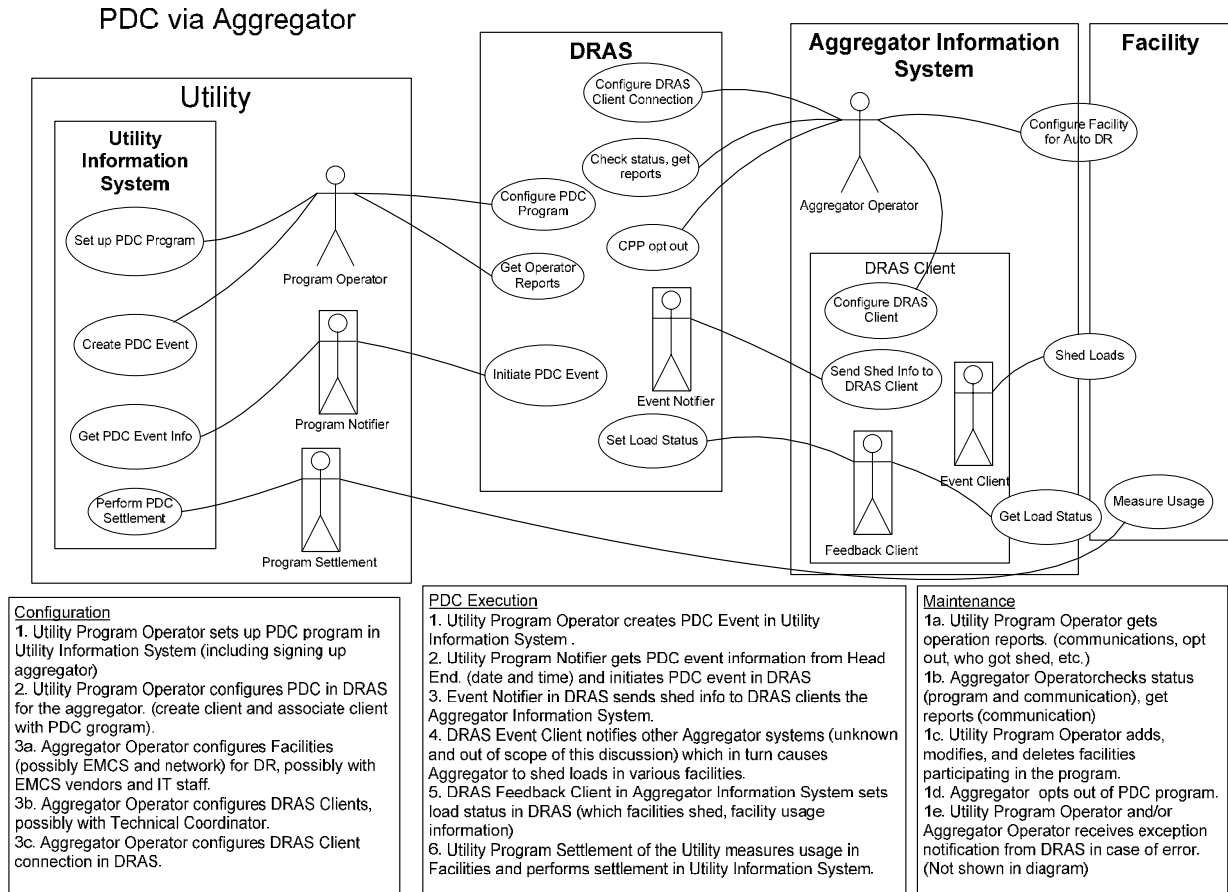 PDC via Aggregator
Utility
Utility
Information
System
Set up PDC Program
Create PDC Event
Get PDC Event Info
Perform PDC
Settlement
Program Operator
Program Notifier
Program Settlement
DRAS
Configure DRAS
Client Connection
Check status, get
reports
Configure PDC
Program
CPP opt out
Get Operator
Reports
Initiate PDC Event
Event Notifier
Set Load Status
Aggregator Information
System
Aggregator Operator
DRAS Client
Configure DRAS
Client
Send Shed Info to
DRAS Client
Event Client
Feedback Client
Get Load Status
Facility
Configure Facility
for Auto DR
Shed Loads
Measure Usage
Configuration
1. Utility Program Operator sets up PDC program in
Utility Information System (including signing up
aggregator)
2. Utility Program Operator configures PDC in DRAS
for the aggregator. (create client and associate client
with PDC grogram).
3a. Aggregator Operator configures Facilities
(possibly EMCS and network) for DR, possibly with
EMCS vendors and IT staff.
3b. Aggregator Operator configures DRAS Clients,
possibly with Technical Coordinator.
3c. Aggregator Operator configures DRAS Client
connection in DRAS.
PDC Execution
1. Utility Program Operator creates PDC Event in Utility
Information System .
2. Utility Program Notifier gets PDC event information from Head
End. (date and time) and initiates PDC event in DRAS
3. Event Notifier in DRAS sends shed info to DRAS clients the
Aggregator Information System.
4. DRAS Event Client notifies other Aggregator systems (unknown
and out of scope of this discussion) which in turn causes
Aggregator to shed loads in various facilities.
5. DRAS Feedback Client in Aggregator Information System sets
load status in DRAS (which facilities shed, facility usage
information)
6. Utility Program Settlement of the Utility measures usage in
Facilities and performs settlement in Utility Information System.
Maintenance
1a. Utility Program Operator gets
operation reports. (communications, opt
out, who got shed, etc.)
1b. Aggregator Operatorchecks status
(program and communication), get
reports (communication)
1c. Utility Program Operator adds,
modifies, and deletes facilities
participating in the program.
1d. Aggregator opts out of PDC program.
1e. Utility Program Operator and/or
Aggregator Operator receives exception
notification from DRAS in case of error.
(Not shown in diagram)